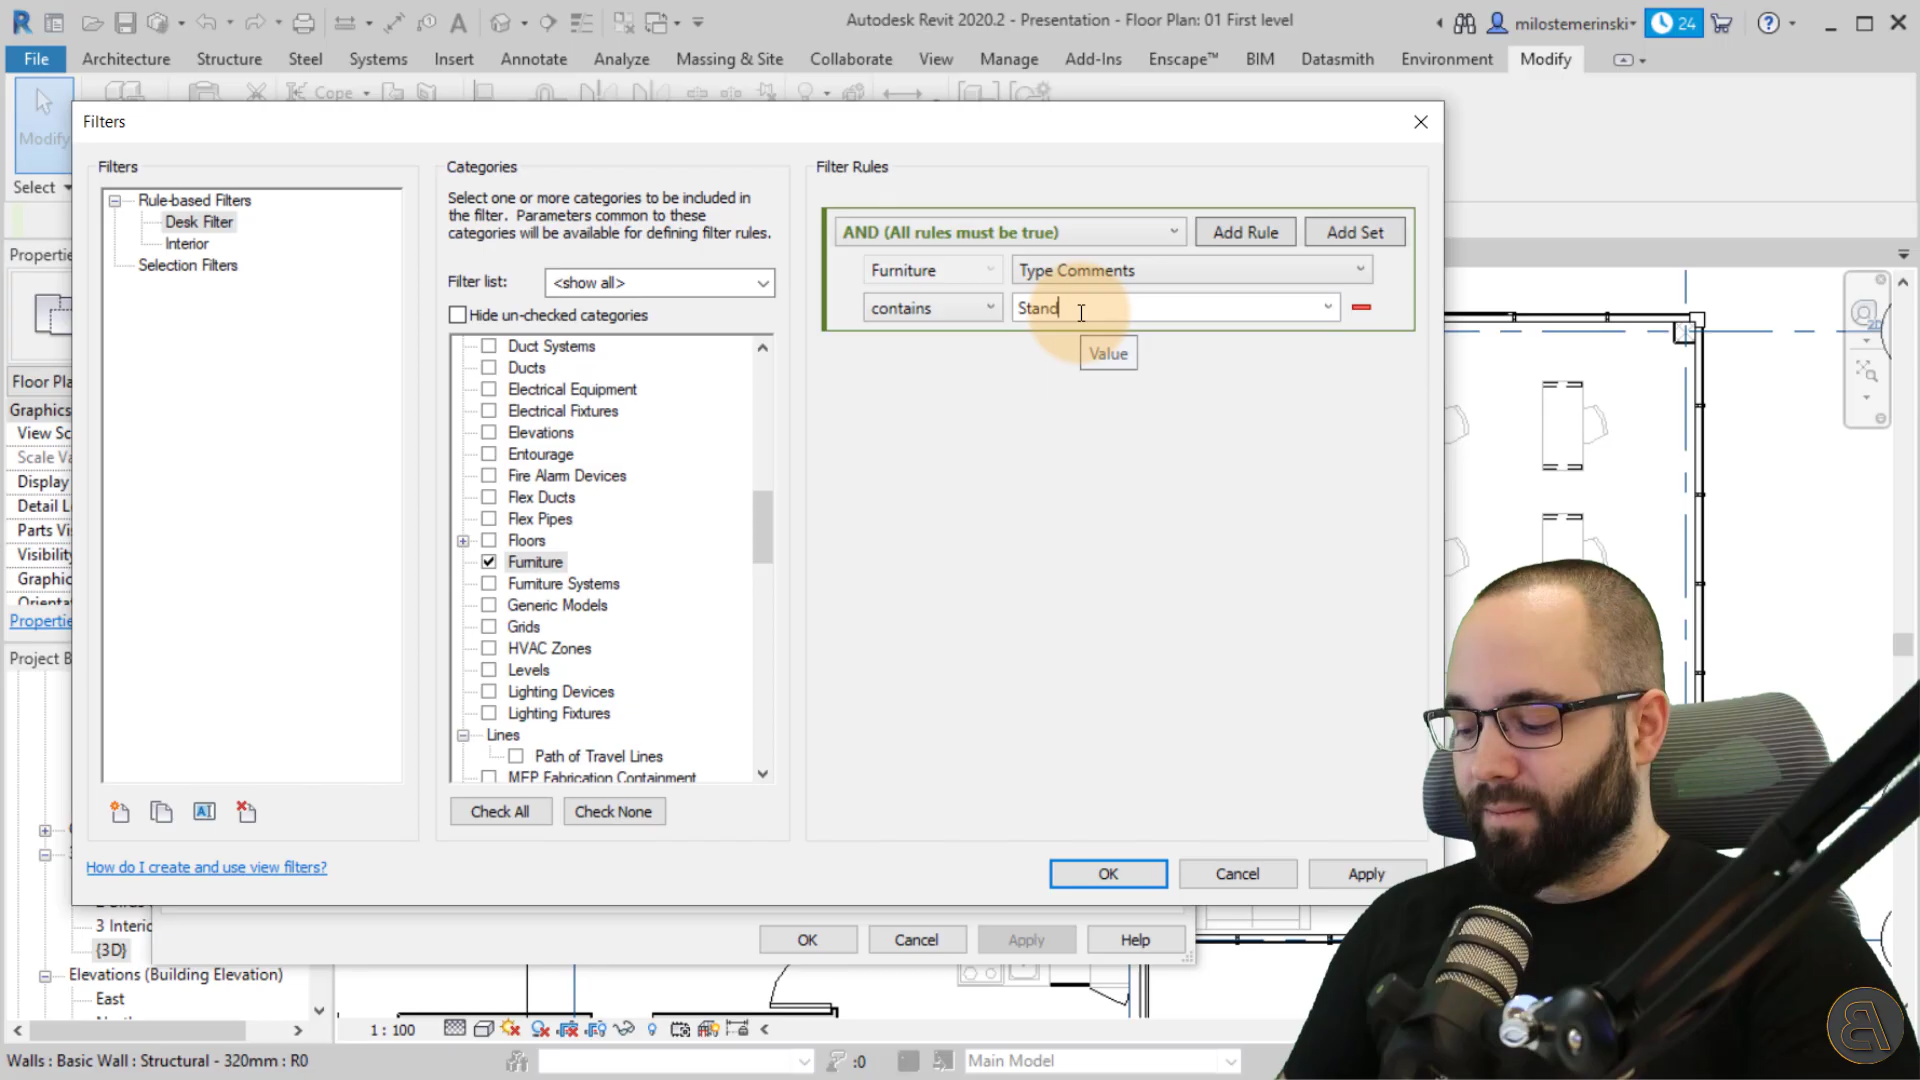 Autodesk Revit 2020.2 - Presentation - Floor Plan: 01 First level
milostemerinski
24
File
Architecture
Structure
Steel
Systems
Insert
Annotate
Analyze
Massing & Site
Collaborate
View
Manage
Add-Ins
Enscape™
BIM
Datasmith
Environment
Modify
Modify
Cope
Select
Filters
Filters
Rule-based Filters
Desk Filter
Interior
Selection Filters
How do I create and use view filters?
Categories
Select one or more categories to be included in
the filter. Parameters common to these
categories will be available for defining filter rules.
Filter list:
<show all>
Hide un-checked categories
Duct Systems
Ducts
Electrical Equipment
Electrical Fixtures
Elevations
Entourage
Fire Alarm Devices
Flex Ducts
Flex Pipes
Floors
Furniture
Furniture Systems
Generic Models
Grids
HVAC Zones
Levels
Lighting Devices
Lighting Fixtures
Lines
Path of Travel Lines
MEP Fabrication Containment
Check All
Check None
Filter Rules
AND (All rules must be true)
Add Rule
Add Set
Furniture
Type Comments
contains
Stand
Value
OK
Cancel
Apply
OK
Cancel
Apply
Help
Properties
Floor Pla
Graphics
View Sc
Scale Va
Display
Detail L
Parts Vis
Visibility
Graphic
Orientat
Properties
Project B
3 Interio
{3D}
Elevations (Building Elevation)
East
2D
1 : 100
Walls : Basic Wall : Structural - 320mm : R0
:0
Main Model